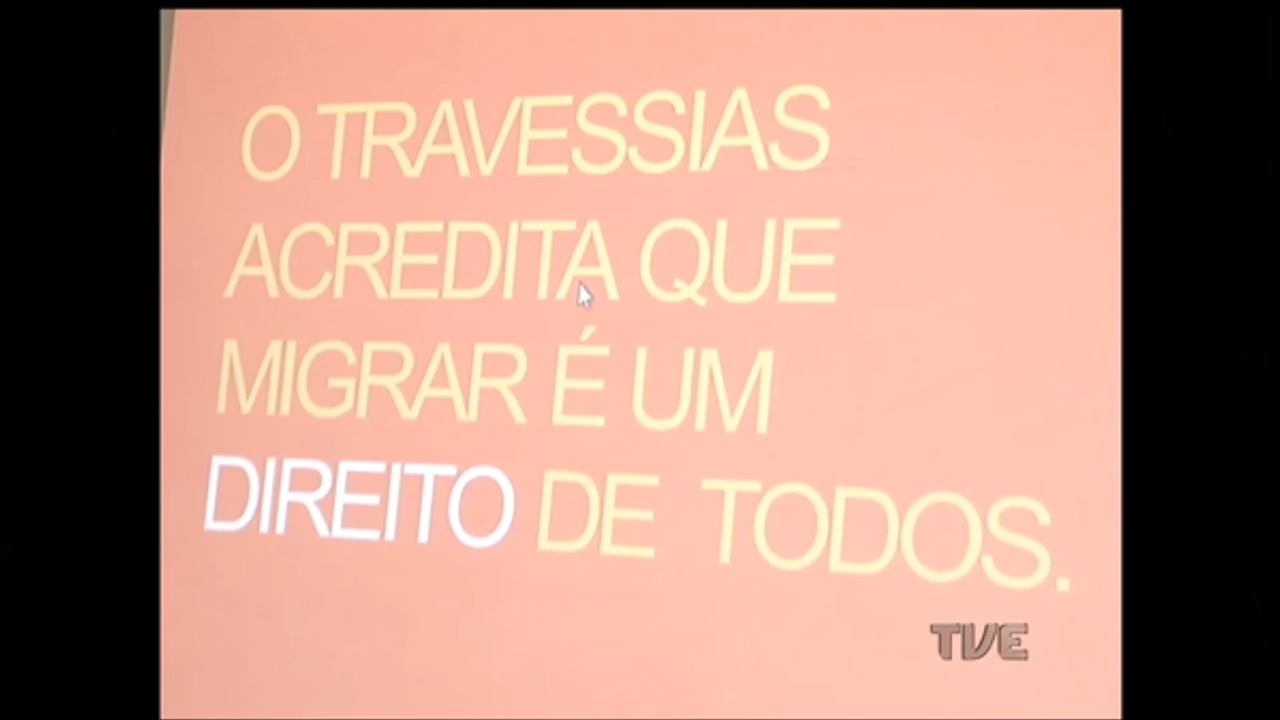 O TRAVESSIAS
ACREDITA QUE
MIGRAR É UM
DIREITO DE TODOS.
TVE